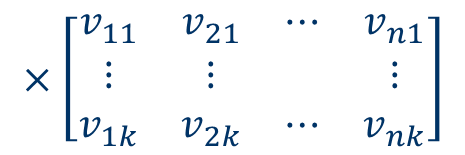 × [ v₁₁ v₂₁ ⋯ vₙ₁
⋮ ⋮ ⋮
v₁ₖ v₂ₖ ⋯ vₙₖ ]